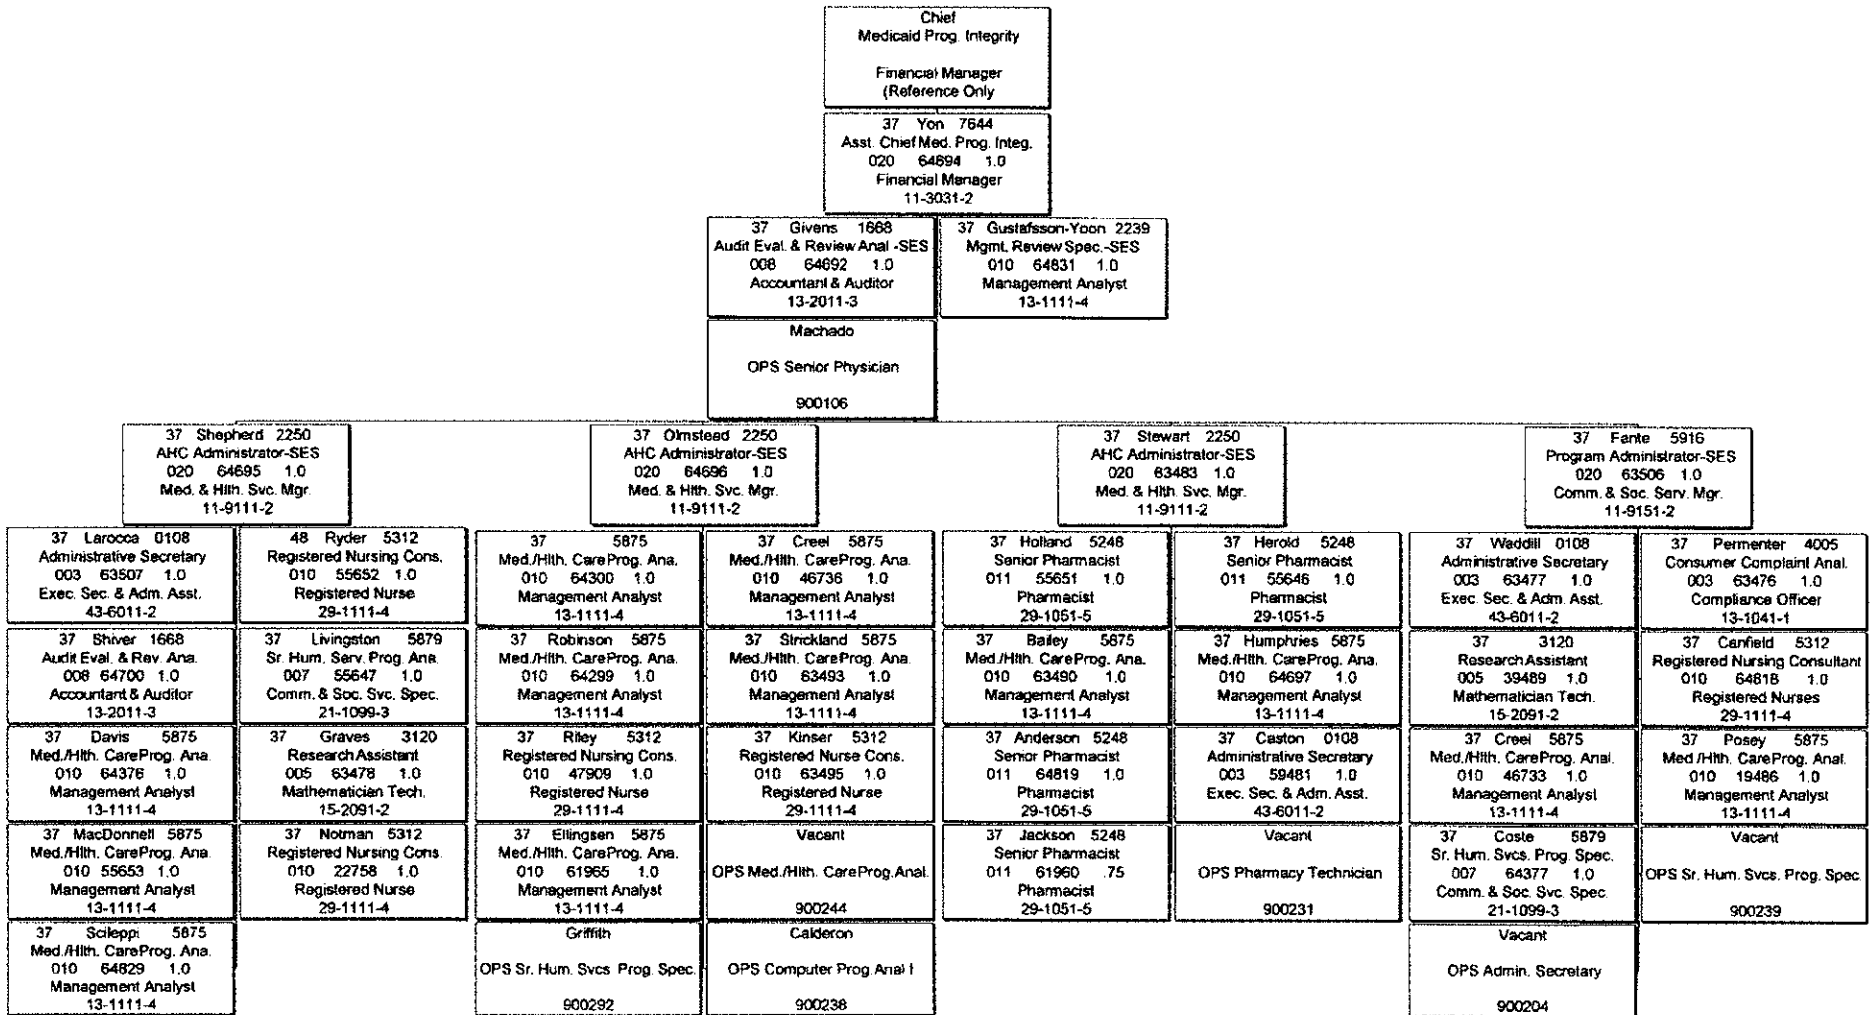 Chief
Medicaid Prog. Integrity
Financial Manager
(Reference Only
37 Yon 7644
Asst. Chief Med. Prog. Integ.
020 64694 1.0
Financial Manager
11-3031-2
37 Givens 1668
Audit Eval. & Review Anal -SES
008 64692 1.0
Accountant & Auditor
13-2011-3
37 Gustafsson-Yoon 2239
Mgmt. Review Spec.-SES
010 64831 1.0
Management Analyst
13-1111-4
Machado
OPS Senior Physician
900106
37 Shepherd 2250
AHC Administrator-SES
020 64695 1.0
Med. & Hlth. Svc. Mgr.
11-9111-2
37 Olmstead 2250
AHC Administrator-SES
020 64696 1.0
Med. & Hlth. Svc. Mgr.
11-9111-2
37 Stewart 2250
AHC Administrator-SES
020 63483 1.0
Med. & Hlth. Svc. Mgr.
11-9111-2
37 Fante 5916
Program Administrator-SES
020 63506 1.0
Comm. & Soc. Serv. Mgr.
11-9151-2
37 Larocca 0108
Administrative Secretary
003 63507 1.0
Exec. Sec. & Adm. Asst.
43-6011-2
48 Ryder 5312
Registered Nursing Cons.
010 55652 1.0
Registered Nurse
29-1111-4
37 5875
Med./Hlth. Care Prog. Ana.
010 64300 1.0
Management Analyst
13-1111-4
37 Creel 5875
Med./Hlth. Care Prog. Ana.
010 46736 1.0
Management Analyst
13-1111-4
37 Holland 5248
Senior Pharmacist
011 55651 1.0
Pharmacist
29-1051-5
37 Herold 5248
Senior Pharmacist
011 55646 1.0
Pharmacist
29-1051-5
37 Waddill 0108
Administrative Secretary
003 63477 1.0
Exec. Sec. & Adm. Asst.
43-6011-2
37 Permenter 4005
Consumer Complaint Anal.
003 63476 1.0
Compliance Officer
13-1041-1
37 Shiver 1668
Audit Eval. & Rev. Ana.
008 64700 1.0
Accountant & Auditor
13-2011-3
37 Livingston 5879
Sr. Hum. Serv. Prog. Ana.
007 55647 1.0
Comm. & Soc. Svc. Spec.
21-1099-3
37 Robinson 5875
Med./Hlth. Care Prog. Ana.
010 64299 1.0
Management Analyst
13-1111-4
37 Strickland 5875
Med./Hlth. Care Prog. Ana.
010 63493 1.0
Management Analyst
13-1111-4
37 Bailey 5875
Med./Hlth. Care Prog. Ana.
010 63490 1.0
Management Analyst
13-1111-4
37 Humphries 5875
Med./Hlth. Care Prog. Ana.
010 64697 1.0
Management Analyst
13-1111-4
37 3120
Research Assistant
005 39489 1.0
Mathematician Tech.
15-2091-2
37 Canfield 5312
Registered Nursing Consultant
010 64818 1.0
Registered Nurses
29-1111-4
37 Davis 5875
Med./Hlth. Care Prog. Ana.
010 64376 1.0
Management Analyst
13-1111-4
37 Graves 3120
Research Assistant
005 63478 1.0
Mathematician Tech.
15-2091-2
37 Riley 5312
Registered Nursing Cons.
010 47909 1.0
Registered Nurse
29-1111-4
37 Kinser 5312
Registered Nurse Cons.
010 63495 1.0
Registered Nurse
29-1111-4
37 Anderson 5248
Senior Pharmacist
011 64819 1.0
Pharmacist
29-1051-5
37 Caston 0108
Administrative Secretary
003 59481 1.0
Exec. Sec. & Adm. Asst.
43-6011-2
37 Creel 5875
Med./Hlth. Care Prog. Anal.
010 46733 1.0
Management Analyst
13-1111-4
37 Posey 5875
Med./Hlth. Care Prog. Anal.
010 19486 1.0
Management Analyst
13-1111-4
37 MacDonnell 5875
Med./Hlth. Care Prog. Ana.
010 55653 1.0
Management Analyst
13-1111-4
37 Notman 5312
Registered Nursing Cons.
010 22758 1.0
Registered Nurse
29-1111-4
37 Ellingsen 5875
Med./Hlth. Care Prog. Ana.
010 61965 1.0
Management Analyst
13-1111-4
Vacant
OPS Med./Hlth. Care Prog. Anal.
900244
37 Jackson 5248
Senior Pharmacist
011 61960 .75
Pharmacist
29-1051-5
Vacant
OPS Pharmacy Technician
900231
37 Coste 5879
Sr. Hum. Svcs. Prog. Spec.
007 64377 1.0
Comm. & Soc. Svc. Spec.
21-1099-3
Vacant
OPS Sr. Hum. Svcs. Prog. Spec.
900239
37 Scileppi 5875
Med./Hlth. Care Prog. Ana.
010 64829 1.0
Management Analyst
13-1111-4
Griffith
OPS Sr. Hum. Svcs. Prog. Spec.
900292
Calderon
OPS Computer Prog. Anal I
900238
Vacant
OPS Admin. Secretary
900204